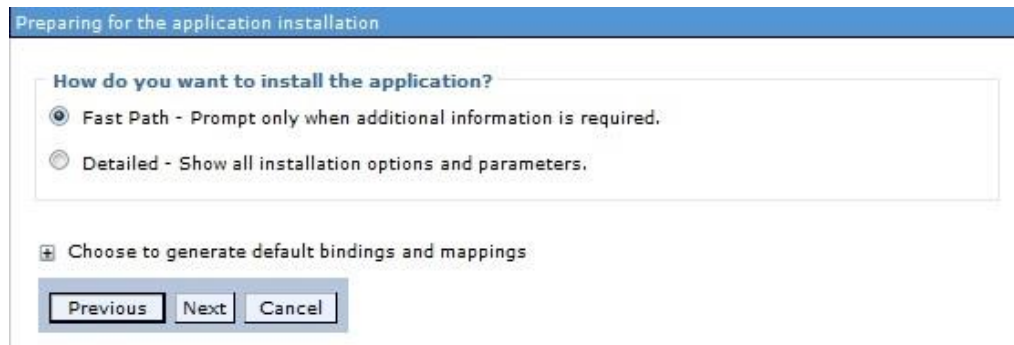 Preparing for the application installation
How do you want to install the application?
Fast Path - Prompt only when additional information is required.
Detailed - Show all installation options and parameters.
Choose to generate default bindings and mappings
Previous Next Cancel